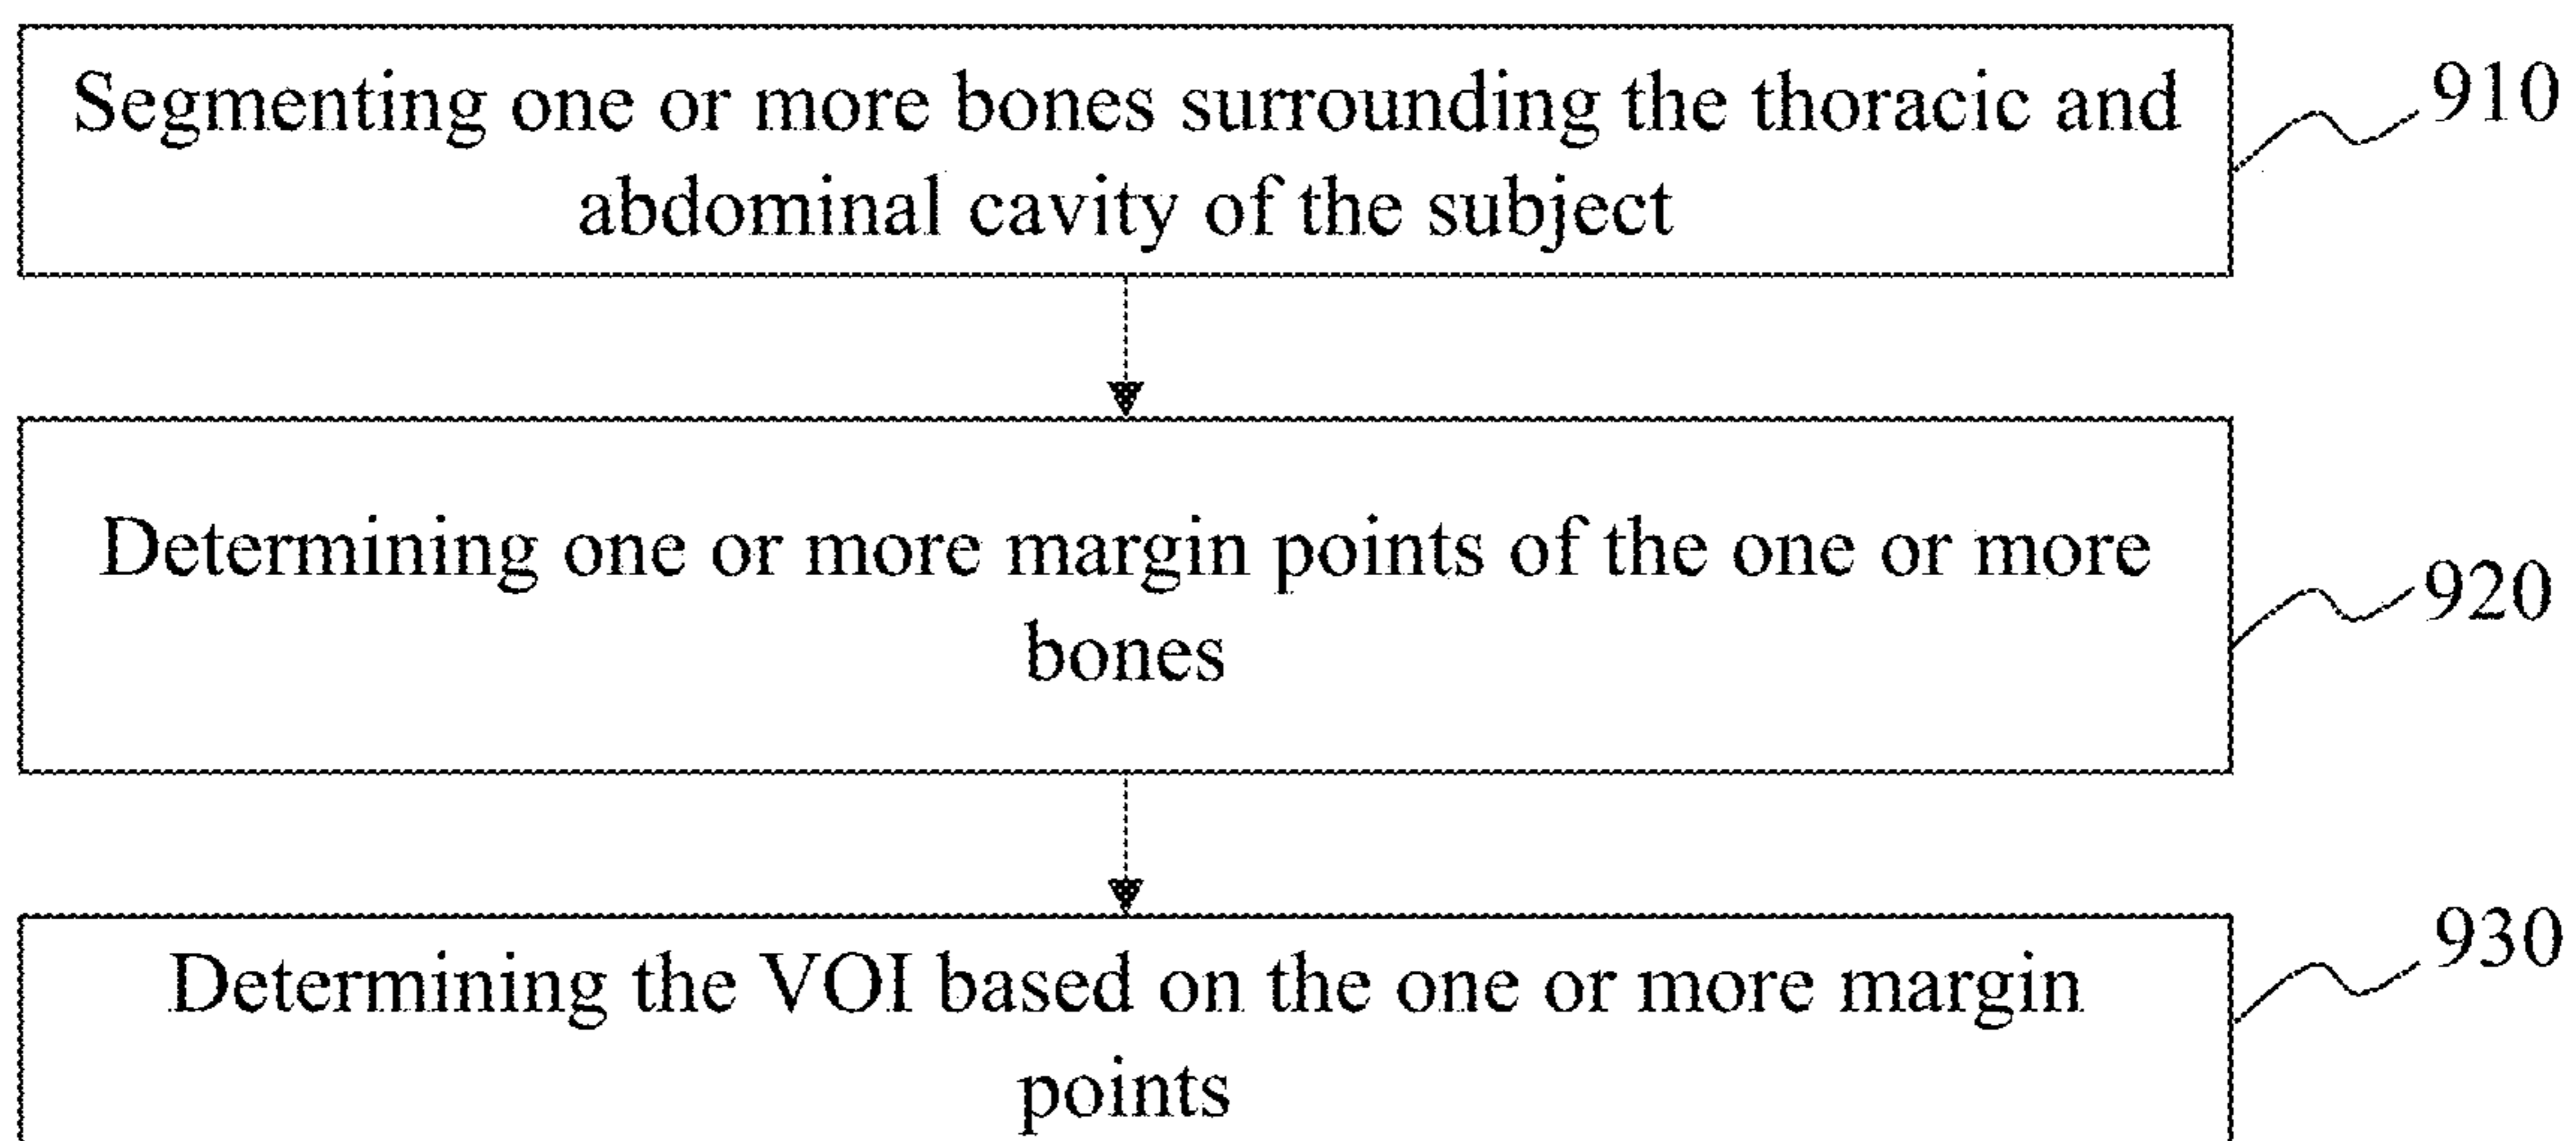 Segmenting one or more bones surrounding the thoracic and
abdominal cavity of the subject
910
Determining one or more margin points of the one or more
bones
920
Determining the VOI based on the one or more margin
points
930